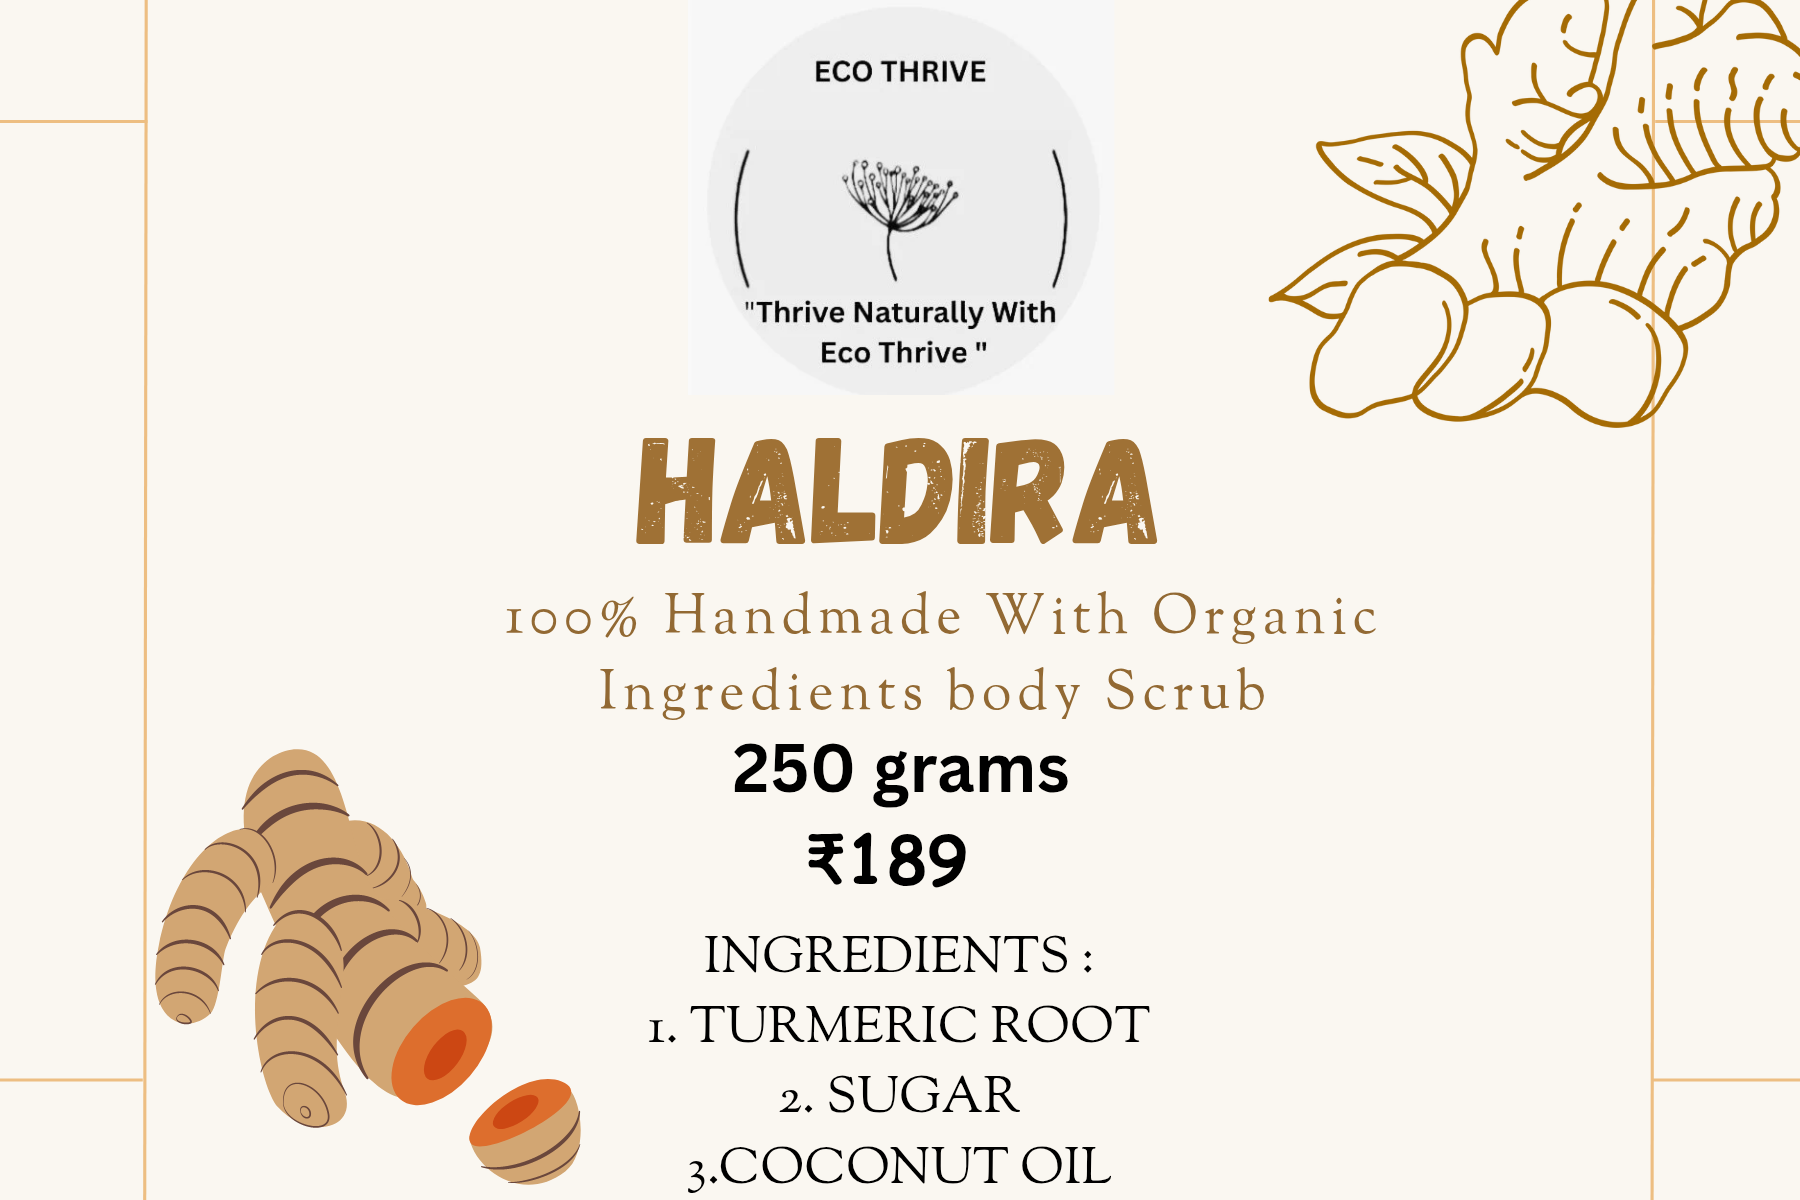 ECO THRIVE
"Thrive Naturally With
Eco Thrive "
HALDIRA
100% Handmade With Organic
Ingredients body Scrub
250 grams
₹189
INGREDIENTS :
1. TURMERIC ROOT
2. SUGAR
3.COCONUT OIL